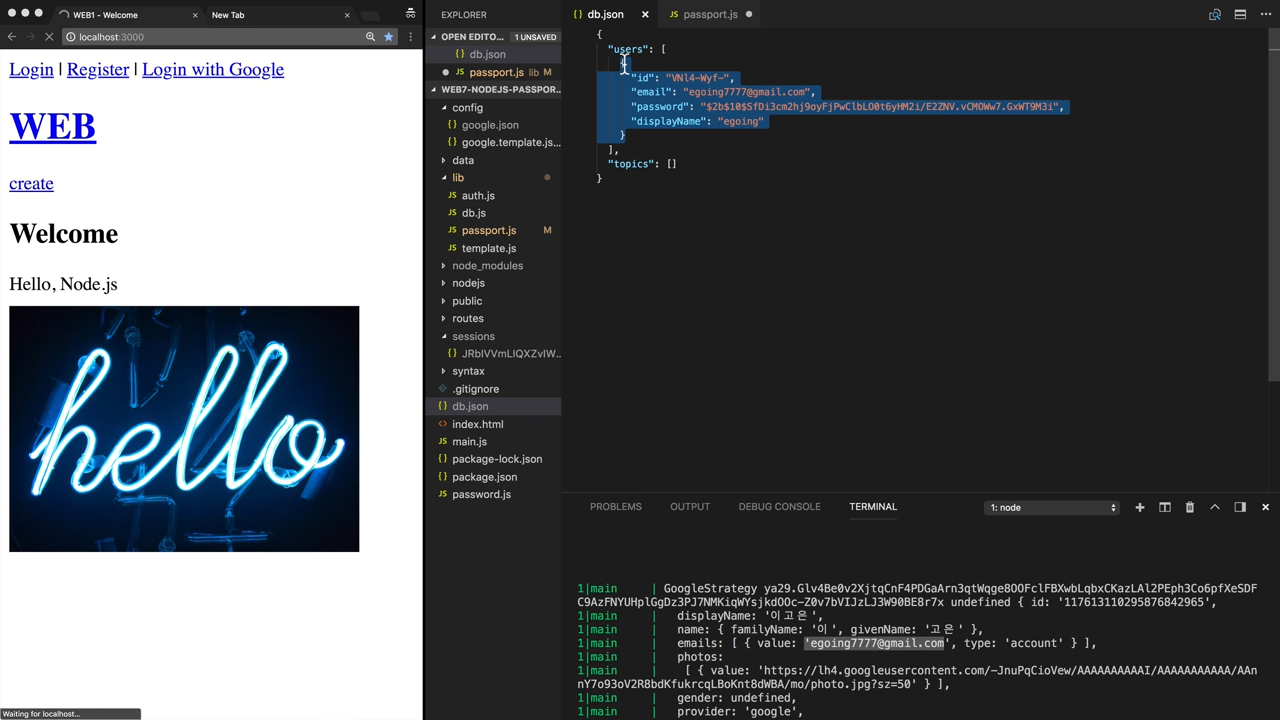 WEB1 - Welcome
New Tab
localhost:3000
Login | Register | Login with Google
WEB
create
Welcome
Hello, Node.js
hello
Waiting for localhost...
EXPLORER
OPEN EDITO... 1 UNSAVED
db.json
passport.js lib M
WEB7-NODEJS-PASSPOR...
config
google.json
google.template.js...
data
lib
auth.js
db.js
passport.js M
template.js
node_modules
nodejs
public
routes
sessions
syntax
.gitignore
db.json
index.html
main.js
package-lock.json
package.json
password.js
db.json
passport.js
{
"users": [
{
"id": "VNl4-Wyf-",
"email": "egoing7777@gmail.com",
"password": "$2b$10$SfDi3cm2hj9oyFjPwClbLO0t6yHM2i/E2ZNV.vCMOWw7.GxWT9M3i",
"displayName": "egoing"
}
],
"topics": []
}
PROBLEMS OUTPUT DEBUG CONSOLE TERMINAL
1: node
1|main | GoogleStrategy ya29.Glv4Be0v2XjtqCnF4PDGaArn3qtWqge8OOFclFBXwbLqbxCKazLAl2PEph3Co6pfXeSDF
C9AzFNYUHplGgDz3PJ7NMKiqWYsjkdOOc-Z0v7bVIJzLJ3W90BE8r7x undefined { id: '117613110295876842965',
1|main | displayName: '이고은',
1|main | name: { familyName: '이', givenName: '고은' },
1|main | emails: [ { value: 'egoing7777@gmail.com', type: 'account' } ],
1|main | photos:
1|main | [ { value: 'https://lh4.googleusercontent.com/-JnuPqCioVew/AAAAAAAAAAI/AAAAAAAAAAA/AAn
nY7o93oV2R8bdKfukrcqLBoKnt8dWBA/mo/photo.jpg?sz=50' } ],
1|main | gender: undefined,
1|main | provider: 'google',